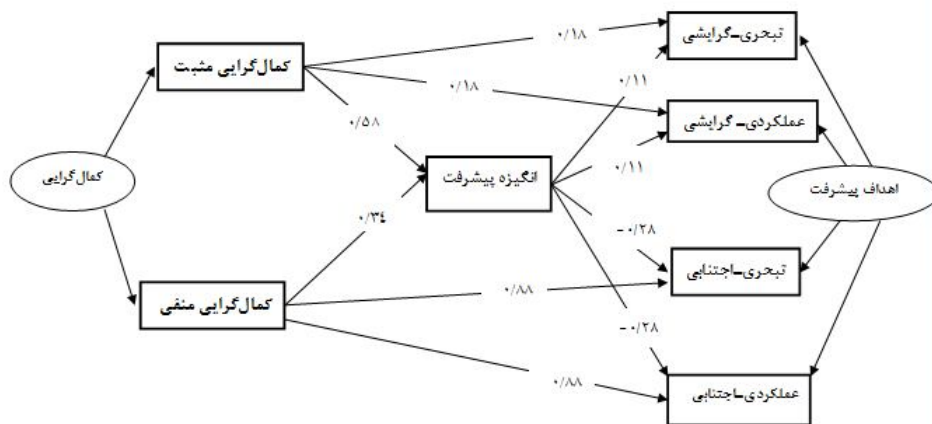 تبحری-گرایشی
۰/۱۸
کمال‌گرایی مثبت
۰/۱۱
۰/۱۸
عملکردی- گرایشی
۰/۵۸
۰/۱۱
کمال‌گرایی
انگیزه پیشرفت
اهداف پیشرفت
۰/۳۴
-۰/۲۸
تبحری-اجتنابی
۰/۸۸
کمال‌گرایی منفی
-۰/۲۸
۰/۸۸
عملکردی-اجتنابی